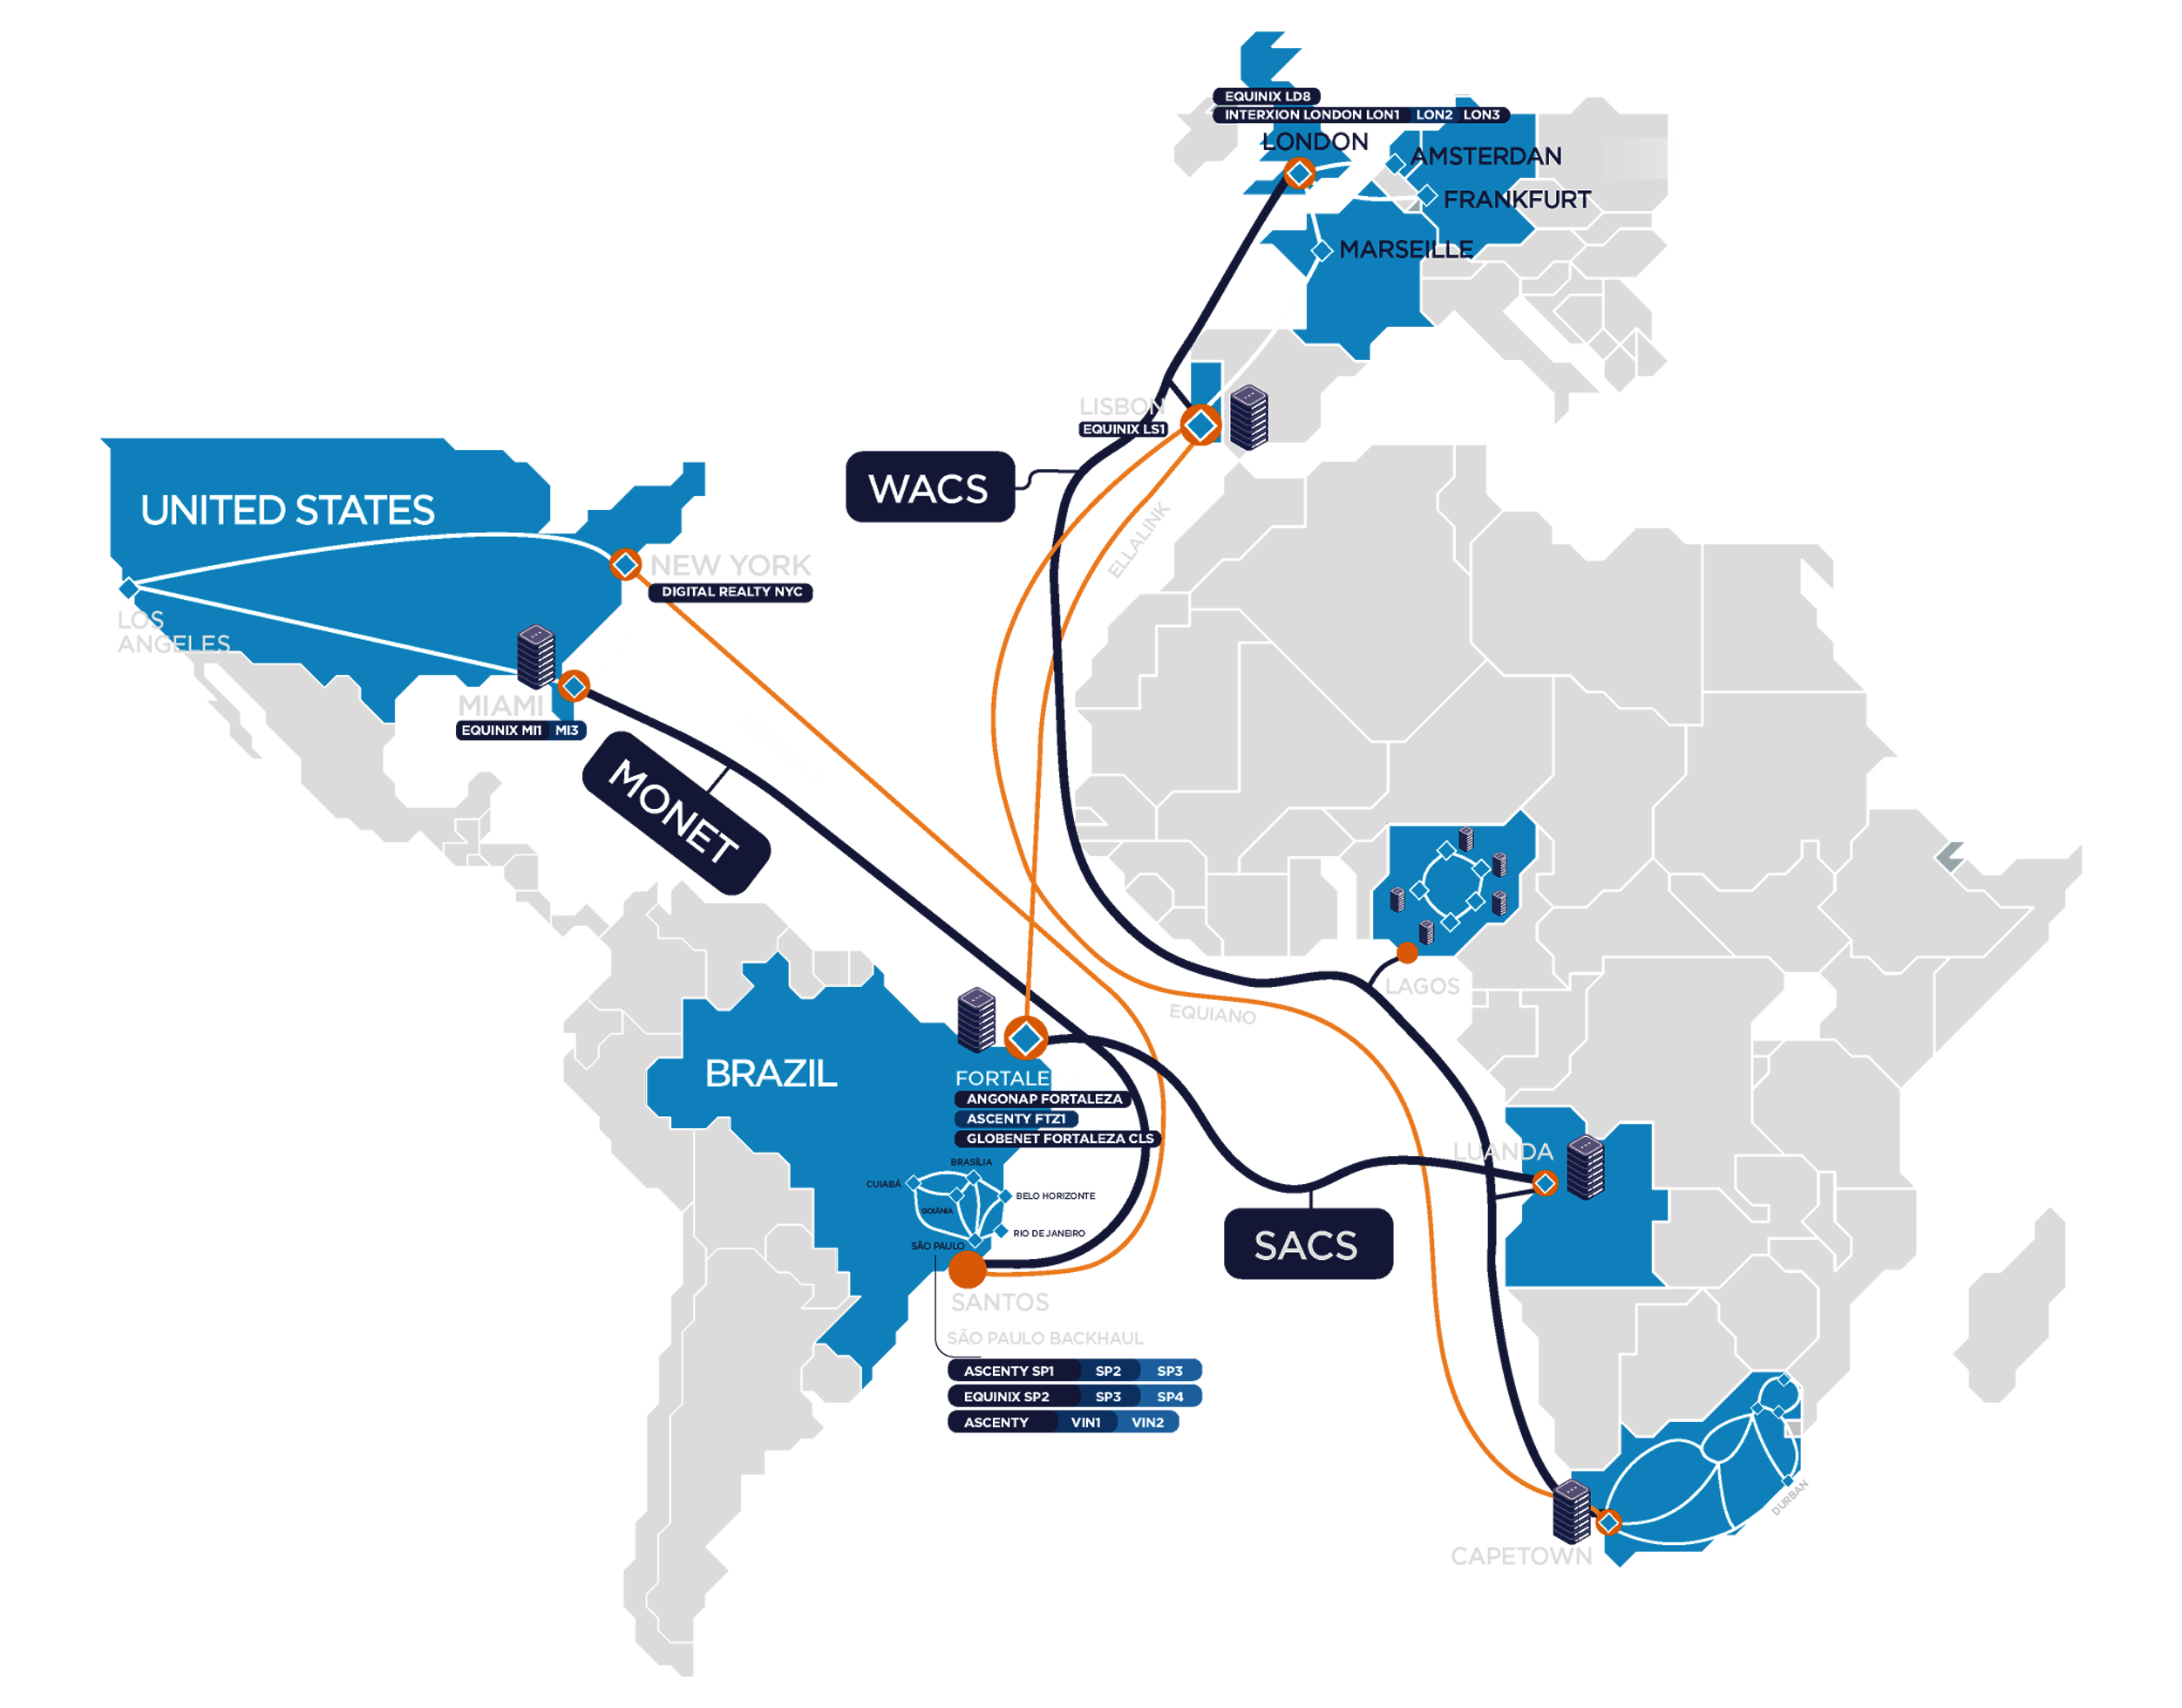 EQUINIX LD8
INTERXION LONDON LON1 LON2 LON3
LONDON
AMSTERDAN
FRANKFURT
MARSEILLE
LISBON
EQUINIX LS1
WACS
ELLALINK
UNITED STATES
NEW YORK
DIGITAL REALTY NYC
LOS
ANGELES
MIAMI
EQUINIX MI1 MI3
MONET
LAGOS
EQUIANO
BRAZIL
FORTALE
ANGONAP FORTALEZA
ASCENTY FTZ1
GLOBENET FORTALEZA CLS
LUANDA
BRASÍLIA
CUIABÁ
BELO HORIZONTE
GOIÂNIA
RIO DE JANEIRO
SÃO PAULO
SACS
SANTOS
SÃO PAULO BACKHAUL
ASCENTY SP1 SP2 SP3
EQUINIX SP2 SP3 SP4
ASCENTY VIN1 VIN2
DURBAN
CAPETOWN